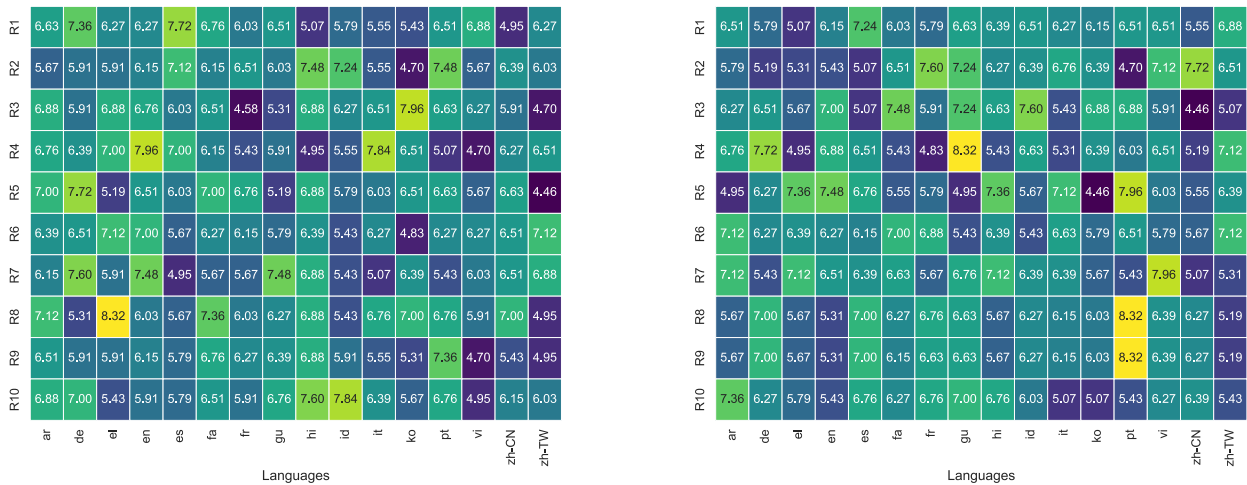 R1 6.63 7.36 6.27 6.27 7.72 6.76 6.03 6.51 5.07 5.79 5.55 5.43 6.51 6.88 4.95 6.27
R2 5.67 5.91 5.91 6.15 7.12 6.15 6.51 6.03 7.48 7.24 5.55 4.70 7.48 5.67 6.39 6.03
R3 6.88 5.91 6.88 6.76 6.03 6.51 4.58 5.31 6.88 6.27 6.51 7.96 6.63 6.27 5.91 4.70
R4 6.76 6.39 7.00 7.96 7.00 6.15 5.43 5.91 4.95 5.55 7.84 6.51 5.07 4.70 6.27 6.51
R5 7.00 7.72 5.19 6.51 6.03 7.00 6.76 5.19 6.88 5.79 6.03 6.51 6.63 5.67 6.63 4.46
R6 6.39 6.51 7.12 7.00 5.67 6.27 6.15 5.79 6.39 5.43 6.27 4.83 6.27 6.27 6.51 7.12
R7 6.15 7.60 5.91 7.48 4.95 5.67 5.67 7.48 6.88 5.43 5.07 6.39 5.43 6.03 6.51 6.88
R8 7.12 5.31 8.32 6.03 5.67 7.36 6.03 6.27 6.88 5.43 6.76 7.00 6.76 5.91 7.00 4.95
R9 6.51 5.91 5.91 6.15 5.79 6.76 6.27 6.39 6.88 5.91 5.55 5.31 7.36 4.70 5.43 4.95
R10 6.88 7.00 5.43 5.91 5.79 6.51 5.91 6.76 7.60 7.84 6.39 5.67 6.76 4.95 6.15 6.03
ar de el en es fa fr gu hi id it ko pt vi zh-CN zh-TW
Languages
R1 6.51 5.79 5.07 6.15 7.24 6.03 5.79 6.63 6.39 6.51 6.27 6.15 6.51 6.51 5.55 6.88
R2 5.79 5.19 5.31 5.43 5.07 6.51 7.60 7.24 6.27 6.39 6.76 6.39 4.70 7.12 7.72 6.51
R3 6.27 6.51 5.67 7.00 5.07 7.48 5.91 7.24 6.63 7.60 5.43 6.88 6.88 5.91 4.46 5.07
R4 6.76 7.72 4.95 6.88 6.51 5.43 4.83 8.32 5.43 6.63 5.31 6.39 6.03 6.51 5.19 7.12
R5 4.95 6.27 7.36 7.48 6.76 5.55 5.79 4.95 7.36 5.67 7.12 4.46 7.96 6.03 5.55 6.39
R6 7.12 6.27 6.39 6.27 6.15 7.00 6.88 5.43 6.39 5.43 6.63 5.79 6.51 5.79 5.67 7.12
R7 7.12 5.43 7.12 6.51 6.39 6.63 5.67 6.76 7.12 6.39 6.39 5.67 5.43 7.96 5.07 5.31
R8 5.67 7.00 5.67 5.31 7.00 6.27 6.76 6.63 5.67 6.27 6.15 6.03 8.32 6.39 6.27 5.19
R9 5.67 7.00 5.67 5.31 7.00 6.15 6.63 6.63 5.67 6.27 6.15 6.03 8.32 6.39 6.27 5.19
R10 7.36 6.27 5.79 5.43 6.76 6.27 6.76 7.00 6.76 6.03 5.07 5.07 5.43 6.27 6.39 5.43
ar de el en es fa fr gu hi id it ko pt vi zh-CN zh-TW
Languages